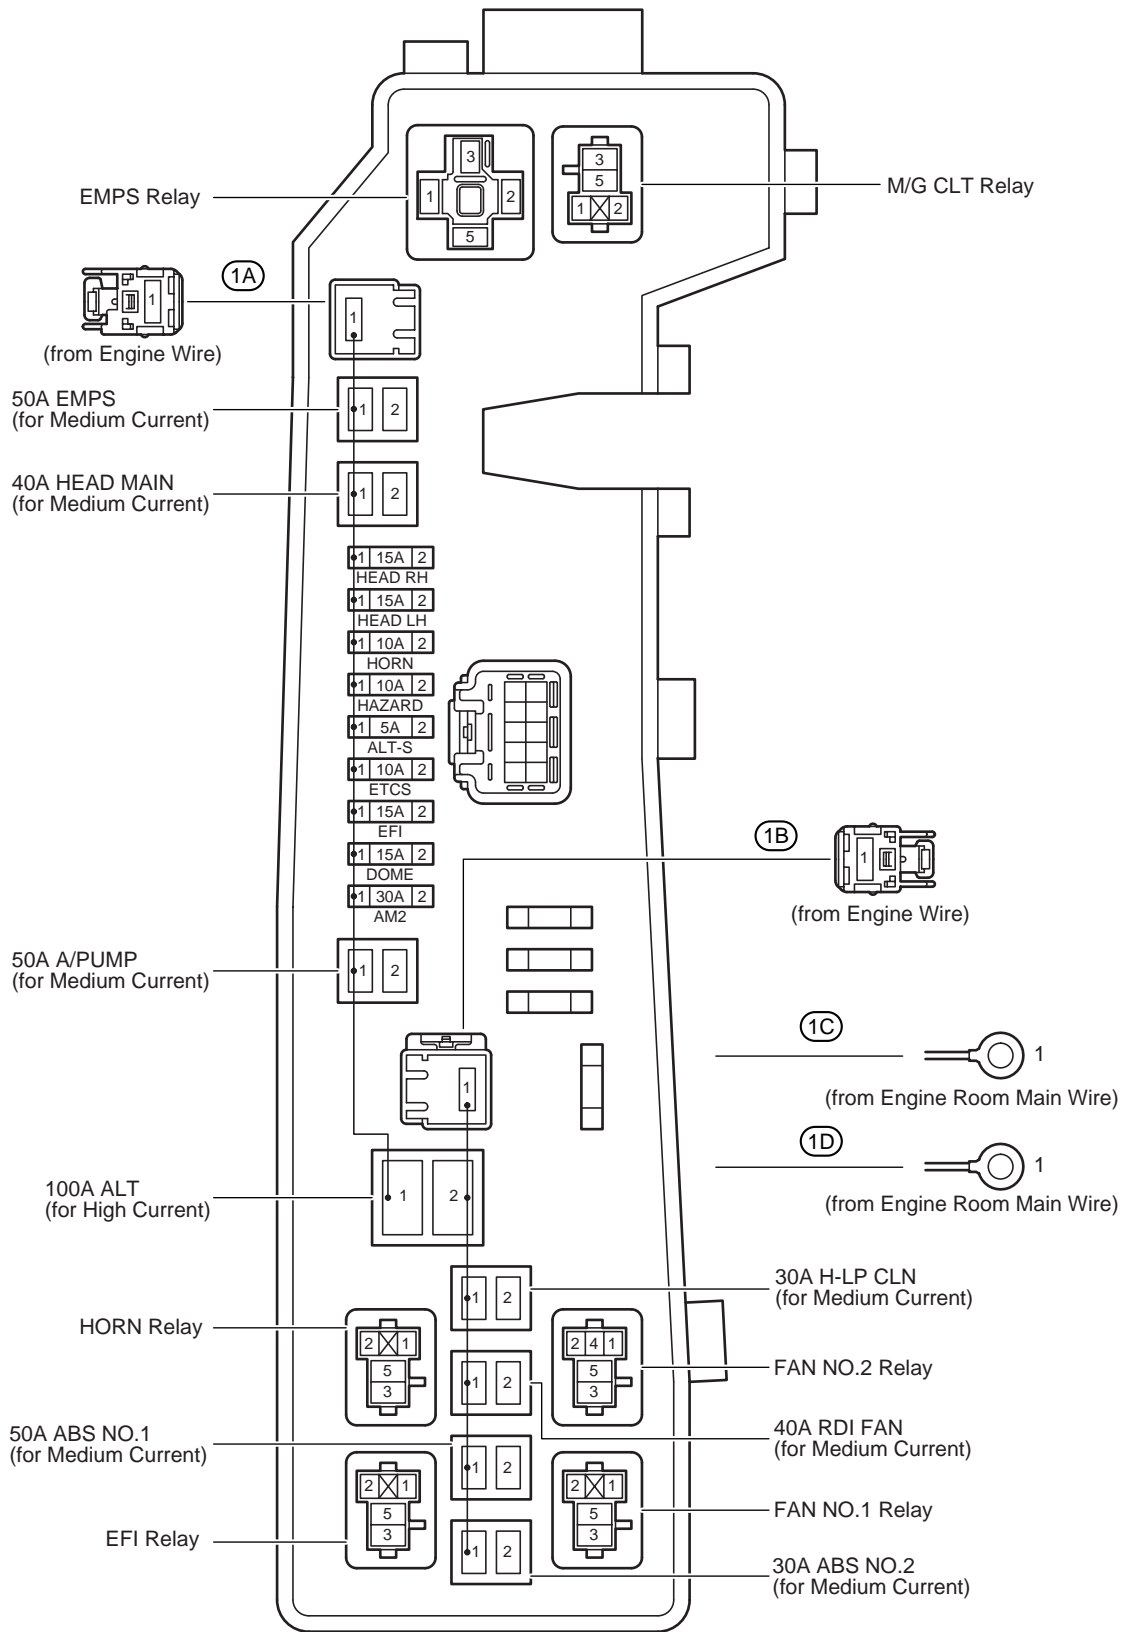 3
5
1 2
3
1 2
5
EMPS Relay
M/G CLT Relay
1A
1
1
(from Engine Wire)
50A EMPS
(for Medium Current)
1 2
40A HEAD MAIN
(for Medium Current)
1 2
1 15A 2
HEAD RH
1 15A 2
HEAD LH
1 10A 2
HORN
1 10A 2
HAZARD
1 5A 2
ALT-S
1 10A 2
ETCS
1 15A 2
EFI
1 15A 2
DOME
1 30A 2
AM2
1B
1
(from Engine Wire)
50A A/PUMP
(for Medium Current)
1 2
1C
1
(from Engine Room Main Wire)
1
1D
1
(from Engine Room Main Wire)
100A ALT
(for High Current)
1 2
30A H-LP CLN
(for Medium Current)
1 2
HORN Relay
2 1
5
3
2 4 1
5
3
FAN NO.2 Relay
1 2
40A RDI FAN
(for Medium Current)
50A ABS NO.1
(for Medium Current)
1 2
2 1
5
3
EFI Relay
2 1
5
3
FAN NO.1 Relay
1 2
30A ABS NO.2
(for Medium Current)